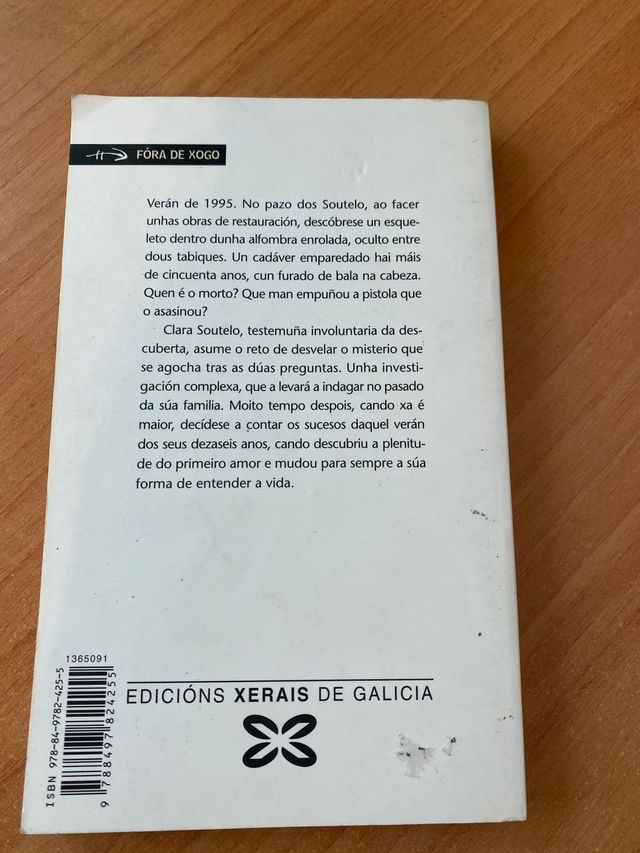 FÓRA DE XOGO
Verán de 1995. No pazo dos Soutelo, ao facer
unhas obras de restauración, descóbrese un esque-
leto dentro dunha alfombra enrolada, oculto entre
dous tabiques. Un cadáver emparedado hai máis
de cincuenta anos, cun furado de bala na cabeza.
Quen é o morto? Que man empuñou a pistola que
o asasinou?
Clara Soutelo, testemuña involuntaria da des-
cuberta, asume o reto de desvelar o misterio que
se agocha tras as dúas preguntas. Unha investi-
gación complexa, que a levará a indagar no pasado
da súa familia. Moito tempo despois, cando xa é
maior, decídese a contar os sucesos daquel verán
dos seus dezaseis anos, cando descubriu a plenitu-
de do primeiro amor e mudou para sempre a súa
forma de entender a vida.
1365091
ISBN 978-84-9782-425-5
9 788497 824255
EDICIÓNS XERAIS DE GALICIA